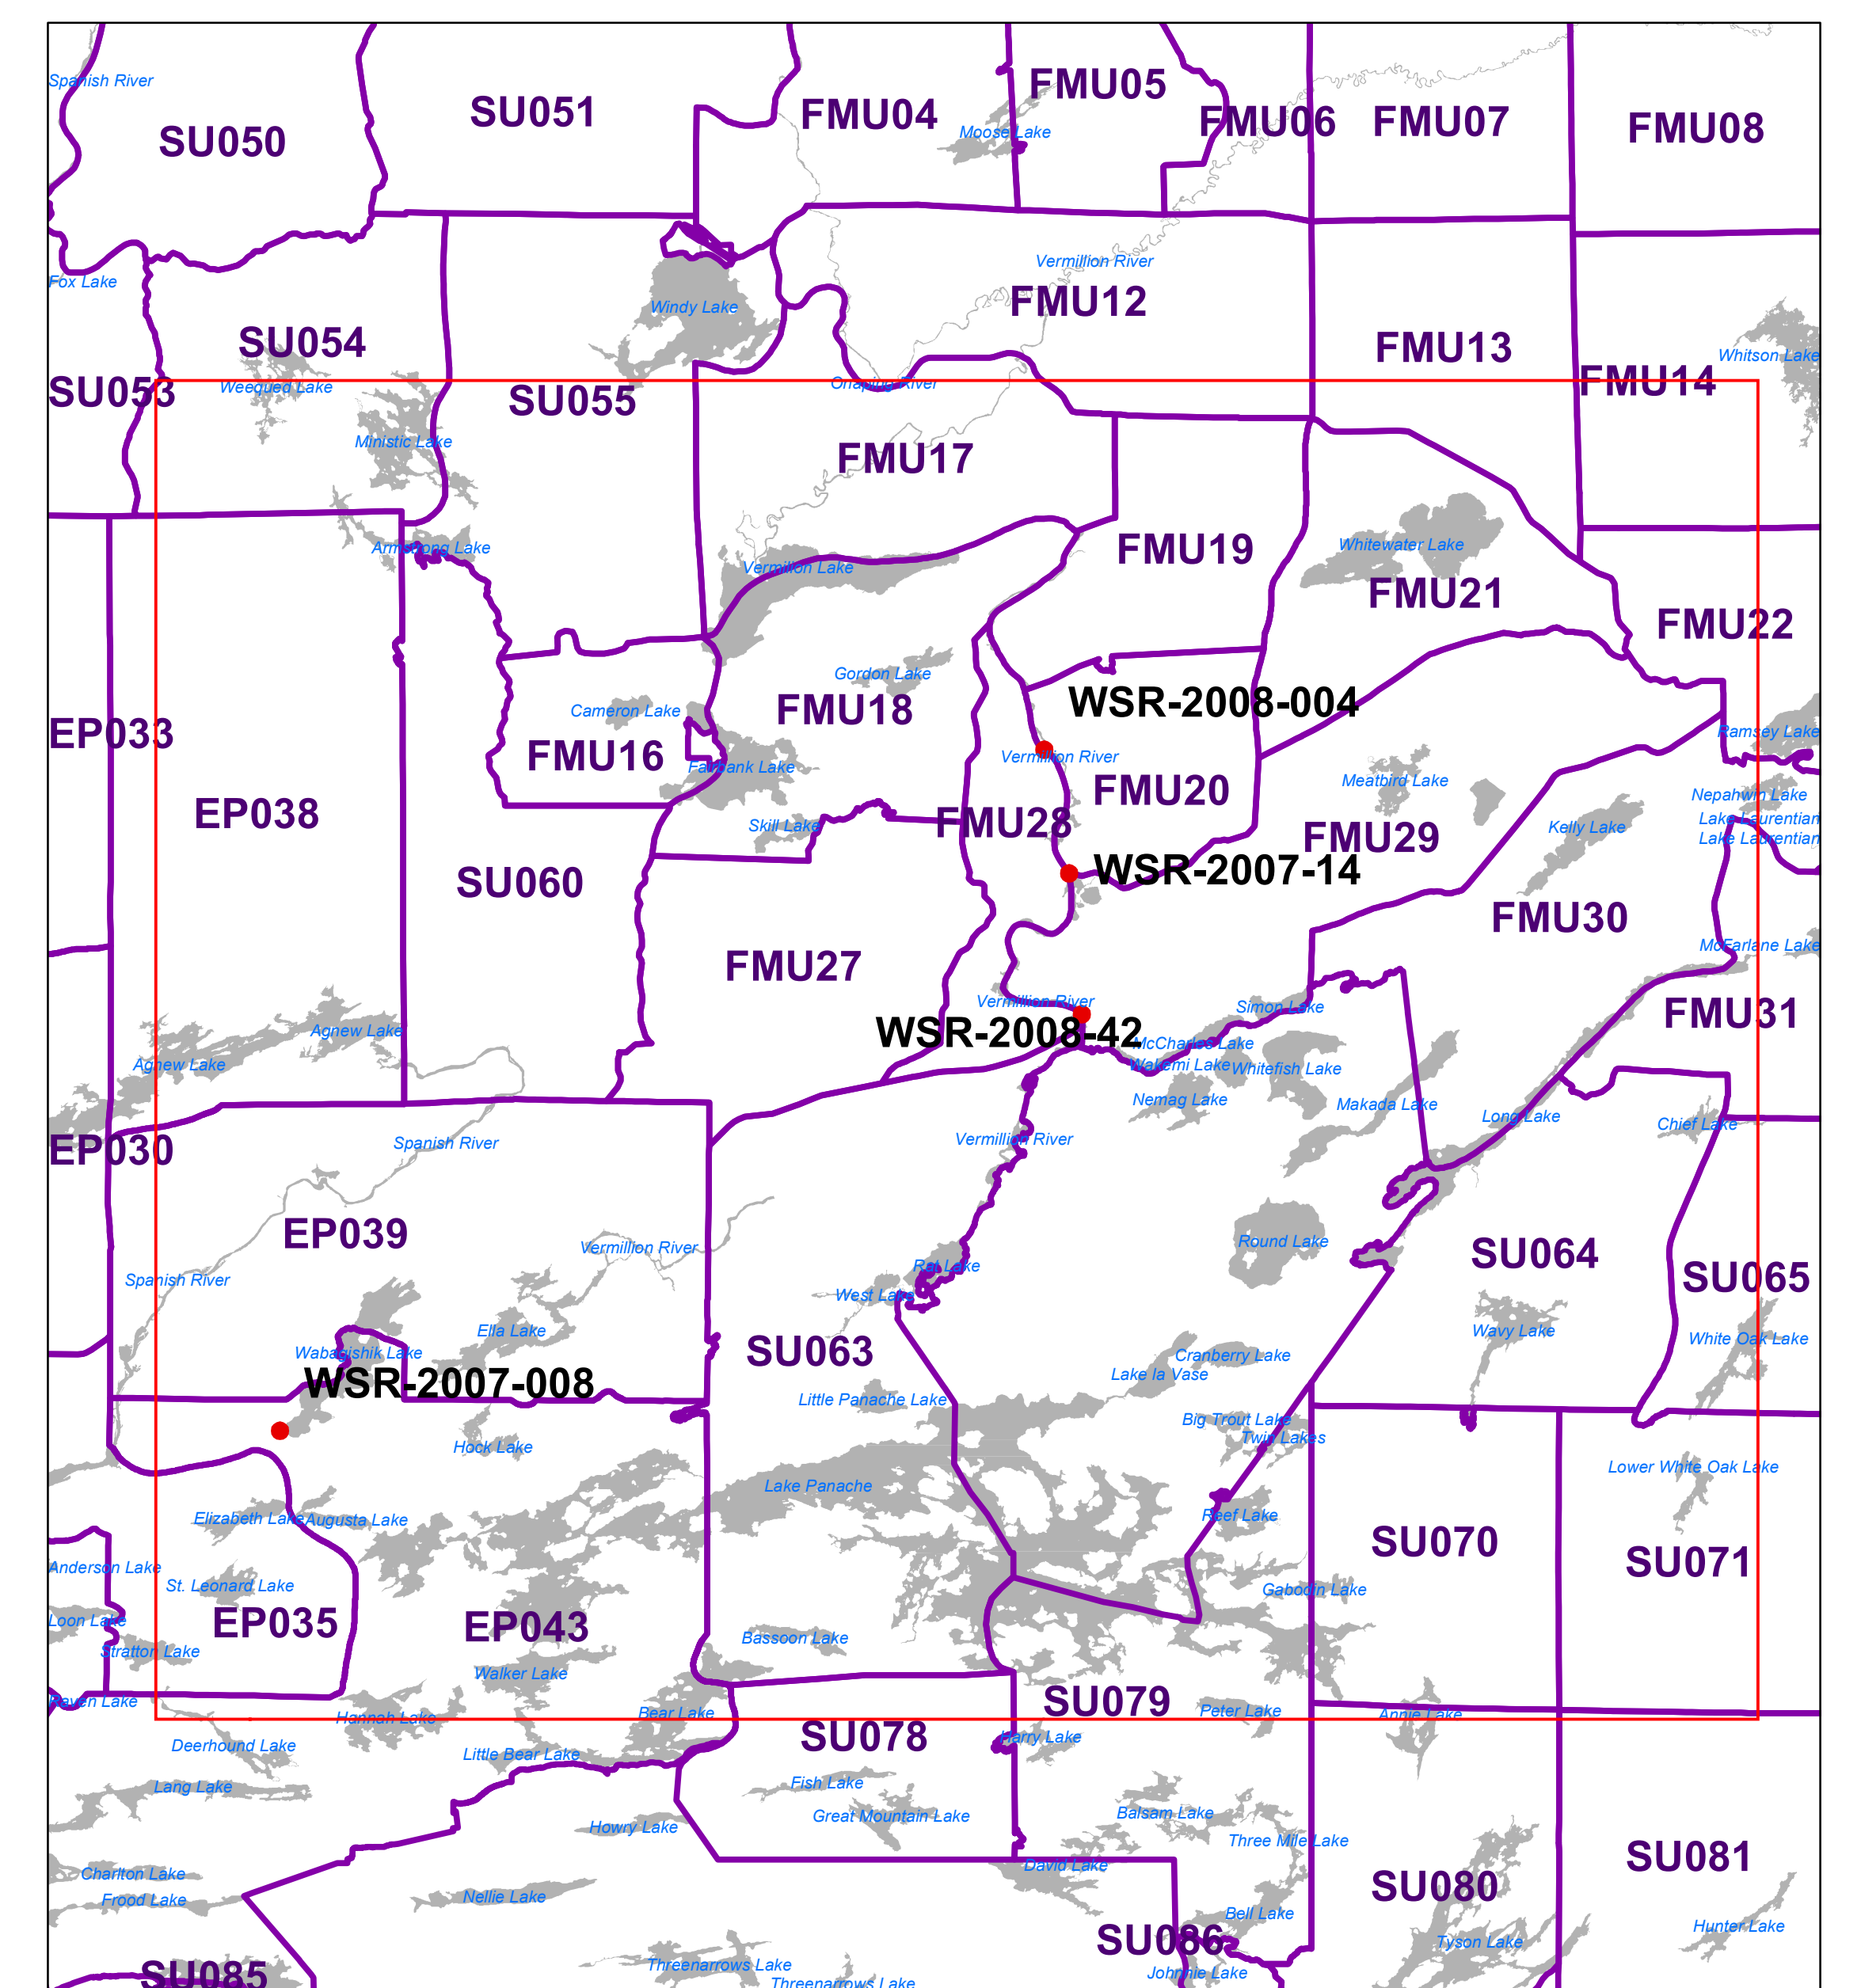 Spanish River
SU050
SU051
FMU04
FMU05
Moose Lake
FMU06
FMU07
FMU08
Fox Lake
SU054
Weequed Lake
SU053
Ministic Lake
Windy Lake
SU055
Vermillion River
FMU12
Onaping River
FMU13
Whitson Lake
FMU14
FMU17
Armstrong Lake
Vermilion Lake
FMU19
Whitewater Lake
FMU21
FMU22
Gordon Lake
Cameron Lake
FMU18
WSR-2008-004
EP033
FMU16
Fairbank Lake
Vermillion River
Ramsey Lake
Meatbird Lake
FMU20
Nepahwin Lake
EP038
Skill Lake
FMU28
FMU29
Kelly Lake
Lake Laurentian
Lake Laurentian
WSR-2007-14
SU060
FMU30
McFarlane Lake
FMU27
Vermillion River
Simon Lake
FMU31
WSR-2008-42
Agnew Lake
Agnew Lake
McCharles Lake
Wakemi Lake
Whitefish Lake
Nemag Lake
Makada Lake
Long Lake
Chief Lake
EP030
Spanish River
Vermillion River
EP039
Vermillion River
Round Lake
SU064
Spanish River
Rat Lake
West Lake
SU065
Ella Lake
Wavy Lake
White Oak Lake
Wabagishik Lake
SU063
Cranberry Lake
Lake la Vase
WSR-2007-008
Little Panache Lake
Big Trout Lake
Twin Lakes
Hock Lake
Lower White Oak Lake
Lake Panache
Elizabeth Lake
Augusta Lake
Reef Lake
SU070
SU071
Anderson Lake
St. Leonard Lake
Gabodin Lake
Loon Lake
EP035
EP043
Bassoon Lake
Stratton Lake
Walker Lake
Raven Lake
SU079
Hannah Lake
Bear Lake
Peter Lake
Annie Lake
SU078
Harry Lake
Deerhound Lake
Little Bear Lake
Lang Lake
Fish Lake
Great Mountain Lake
Balsam Lake
Howry Lake
Three Mile Lake
SU081
David Lake
Charlton Lake
SU080
Frood Lake
Nellie Lake
Bell Lake
Hunter Lake
SU086
Tyson Lake
Threenarrows Lake
SU085
Johnnie Lake
Threenarrows Lake